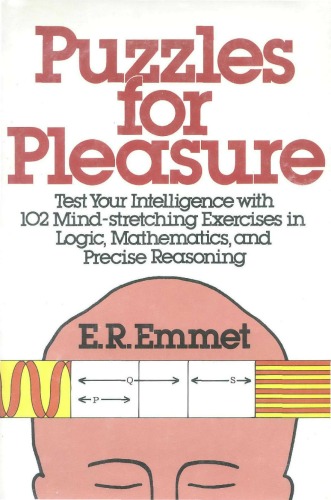 Puzzles
for
Pleasure
Test Your Intelligence with
102 Mind-stretching Exercises in
Logic, Mathematics, and
Precise Reasoning
E.R. Emmet
Q S
P